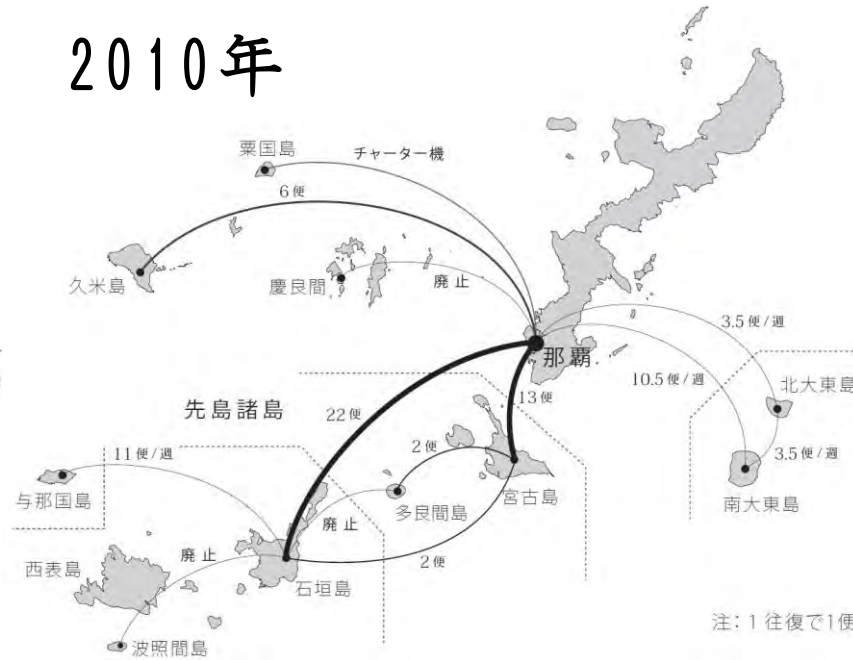 2010年
粟国島
チャーター機
6便
久米島
慶良間
廃止
3.5便/週
那覇
10.5便/週
北大東島
先島諸島
22便
13便
2便
11便/週
3.5便/週
与那国島
多良間島
宮古島
南大東島
廃止
廃止
2便
西表島
石垣島
波照間島
注:1往復で1便